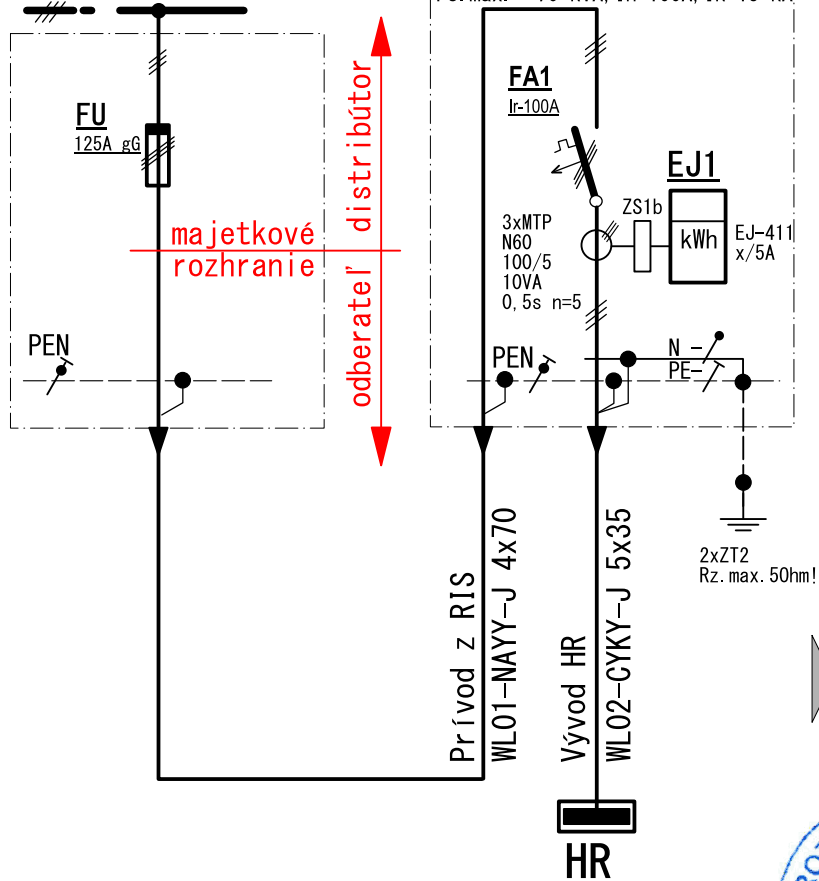 FU
125A gG
distribútor
majetkové
rozhranie
odberateľ
PEN
FA1
Ir-100A
EJ1
ZS1b
kWh
EJ-411
x/5A
3xMTP
N60
100/5
10VA
0,5s n=5
PEN
N -
PE-
2xZT2
Rz.max.5Ohm!
Prívod z RIS
WL01-NAYY-J 4x70
Vývod HR
WL02-CYKY-J 5x35
HR